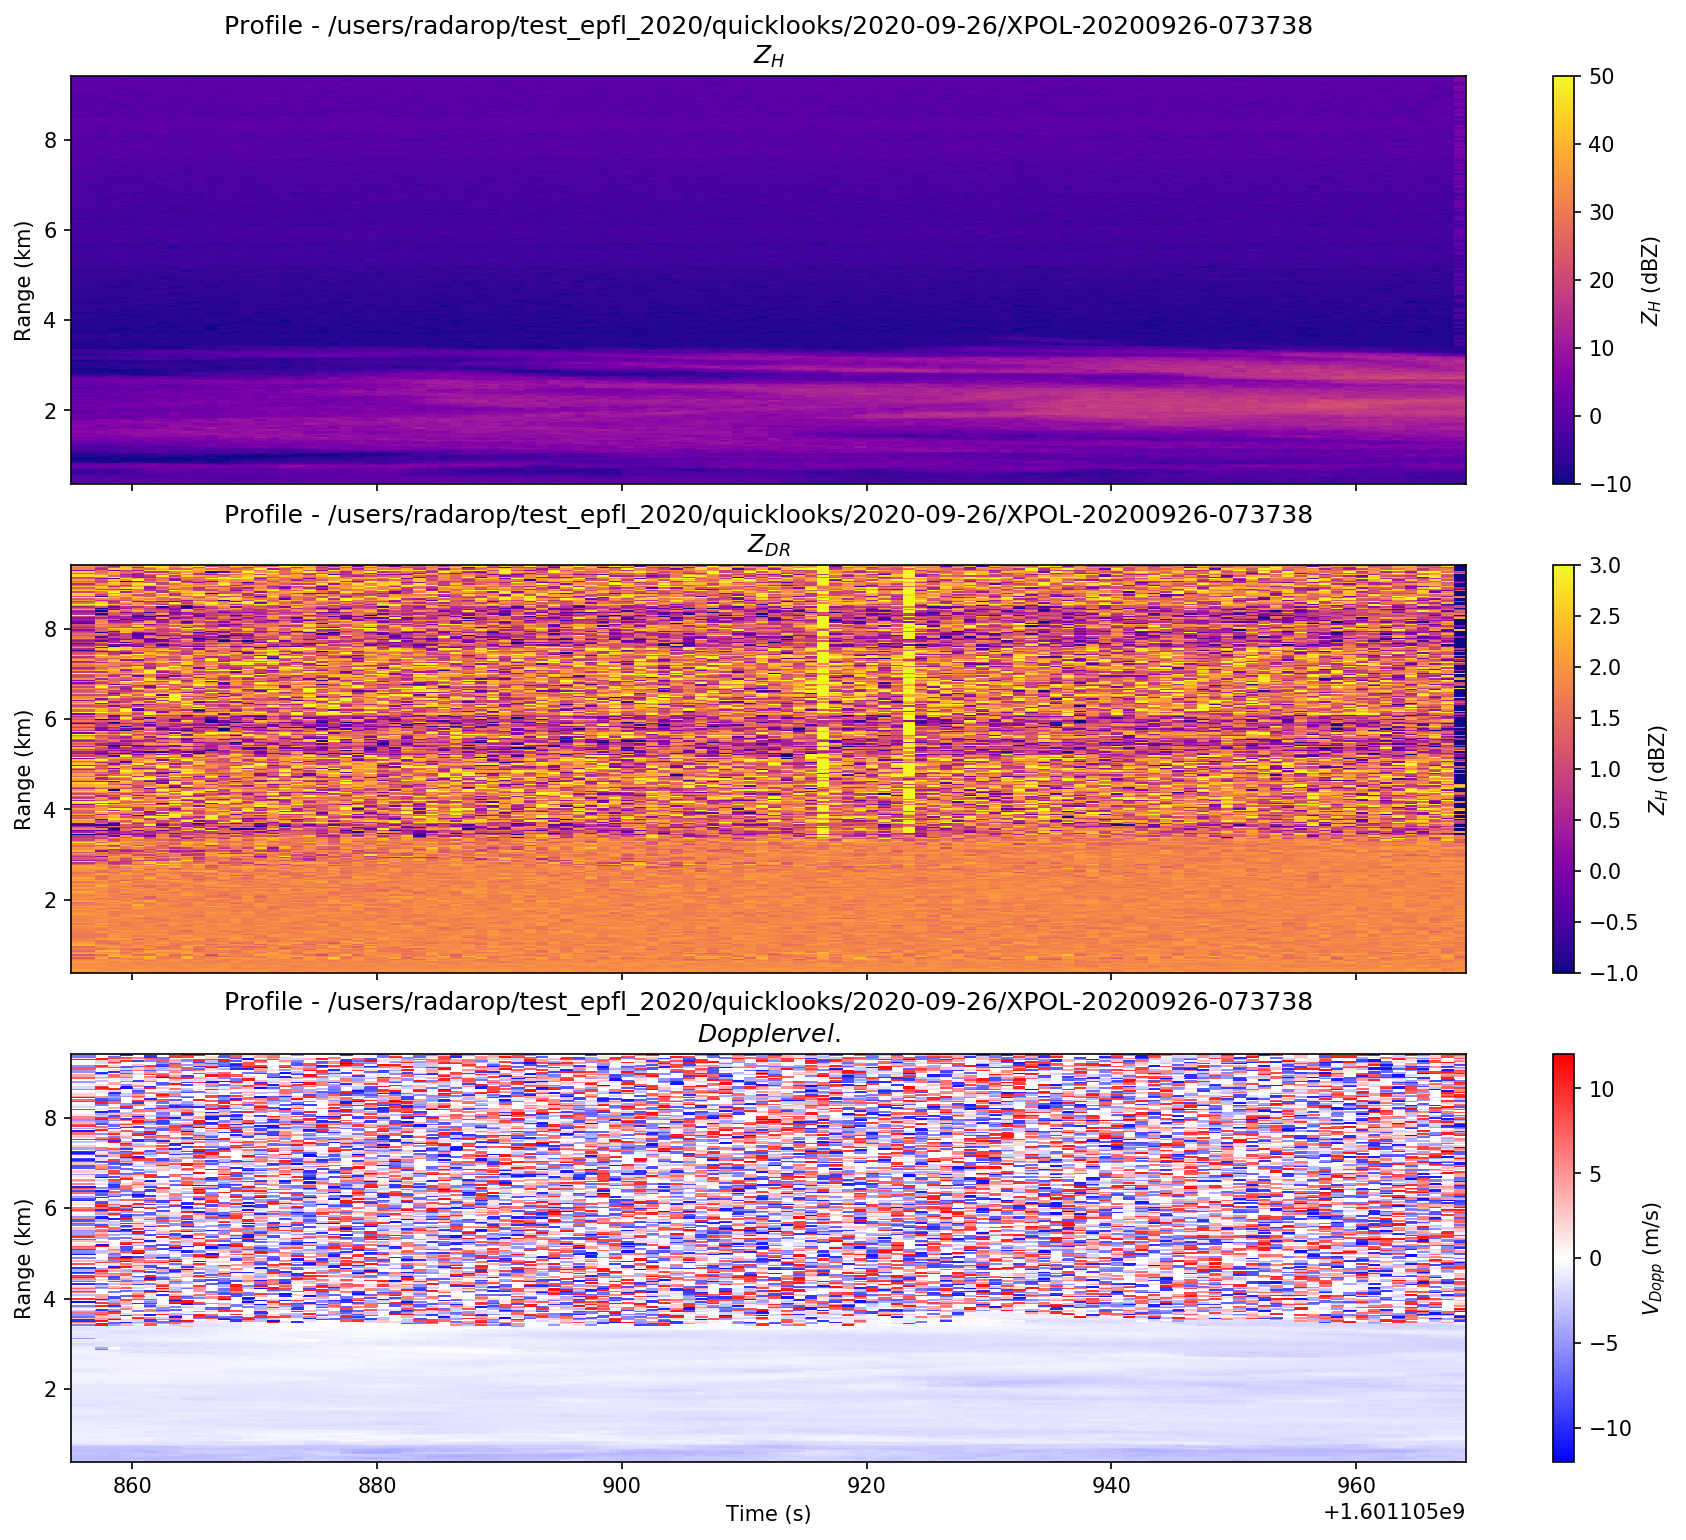 Profile - /users/radarop/test_epfl_2020/quicklooks/2020-09-26/XPOL-20200926-073738
Z_H
8
6
4
2
Range (km)
50
40
30
20
10
0
−10
Z_H (dBZ)
Profile - /users/radarop/test_epfl_2020/quicklooks/2020-09-26/XPOL-20200926-073738
Z_DR
8
6
4
2
Range (km)
3.0
2.5
2.0
1.5
1.0
0.5
0.0
−0.5
−1.0
Z_H (dBZ)
Profile - /users/radarop/test_epfl_2020/quicklooks/2020-09-26/XPOL-20200926-073738
Dopplervel.
8
6
4
2
Range (km)
10
5
0
−5
−10
V_Dopp (m/s)
860 880 900 920 940 960
Time (s)
+1.601105e9